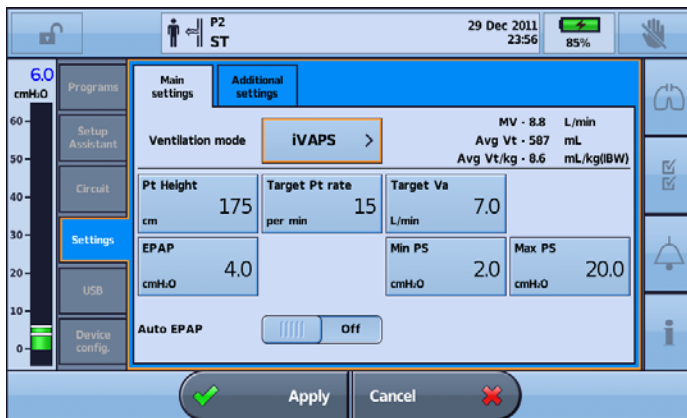 P2
ST
29 Dec 2011
23:56
85%
6.0
cmH2O
60
50
40
30
20
10
0
Programs
Setup
Assistant
Circuit
Settings
USB
Device
config.
Main
settings
Additional
settings
Ventilation mode
iVAPS >
MV - 8.8 L/min
Avg Vt - 587 mL
Avg Vt/kg - 8.6 mL/kg(IBW)
Pt Height
175
cm
Target Pt rate
15
per min
Target Va
7.0
L/min
EPAP
4.0
cmH2O
Min PS
2.0
cmH2O
Max PS
20.0
cmH2O
Auto EPAP
Off
Apply
Cancel